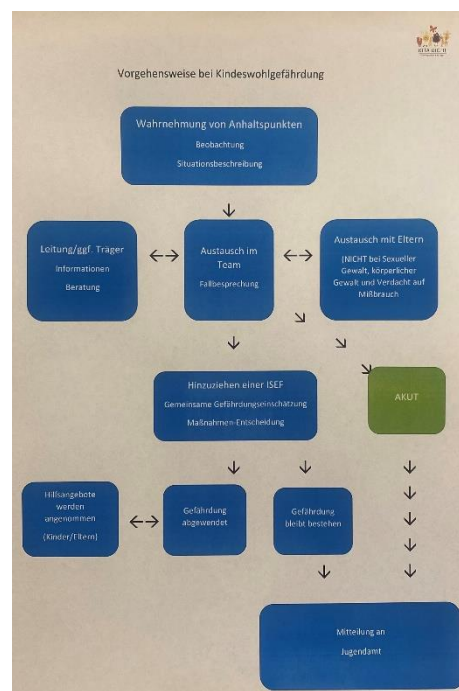 Vorgehensweise bei Kindeswohlgefährdung
Wahrnehmung von Anhaltspunkten
Beobachtung
Situationsbeschreibung
Leitung/ggf. Träger
Informationen
Beratung
Austausch im
Team
Fallbesprechung
Austausch mit Eltern
(NICHT bei Sexueller
Gewalt, körperlicher
Gewalt und Verdacht auf
Mißbrauch
Hinzuziehen einer ISEF
Gemeinsame Gefährdungseinschätzung
Maßnahmen-Entscheidung
AKUT
Hilfsangebote
werden
angenommen
(Kinder/Eltern)
Gefährdung
abgewendet
Gefährdung
bleibt bestehen
Mitteilung an
Jugendamt